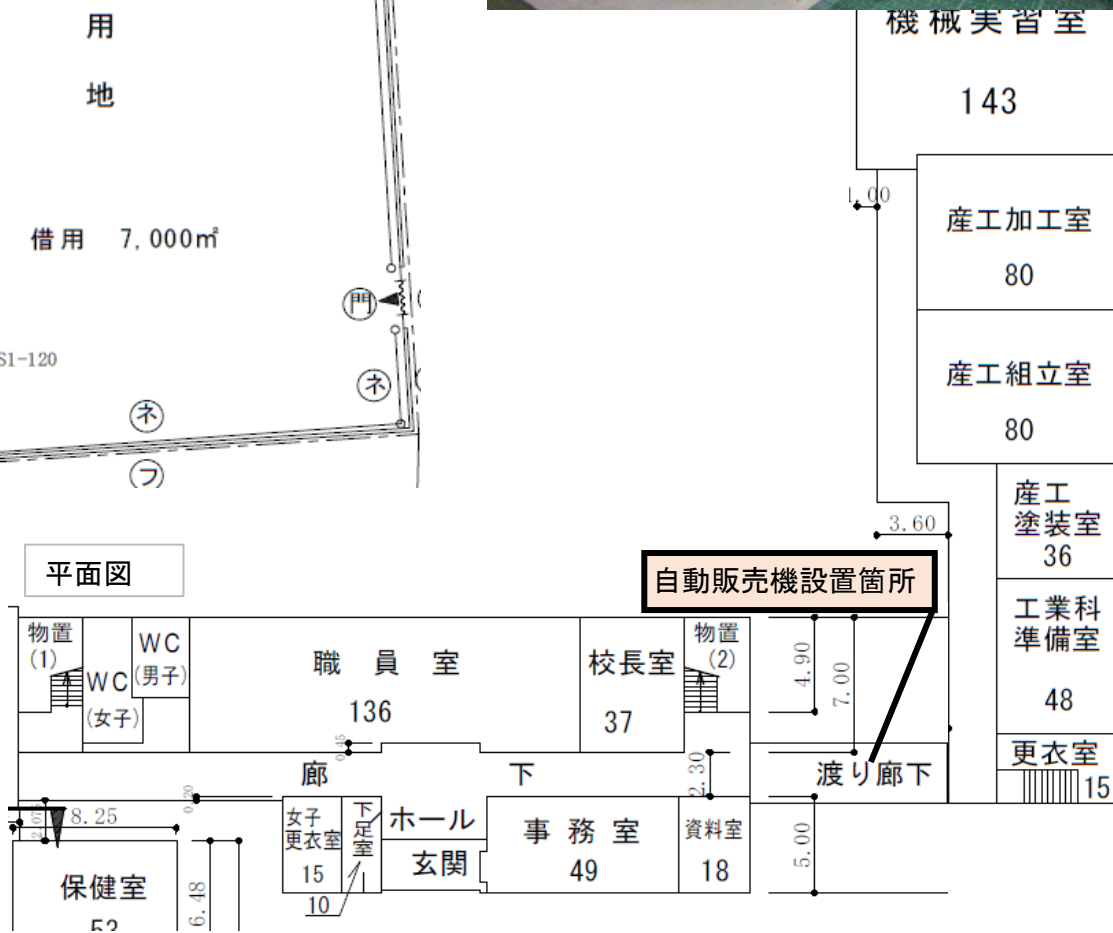 用
地
借用 7,000㎡
門
ネ
S1-120
ネ
フ
機械実習室
143
1.00
産工加工室
80
産工組立室
80
産工
塗装室
36
3.60
工業科
準備室
48
更衣室
15
平面図
自動販売機設置箇所
物置
(1)
WC
(男子)
WC
(女子)
職員室
136
校長室
37
物置
(2)
4.90
7.00
0.45
廊下
2.30
渡り廊下
8.25
女子
更衣室
15
下足室
10
ホール
玄関
事務室
49
資料室
18
5.00
保健室
53
6.48